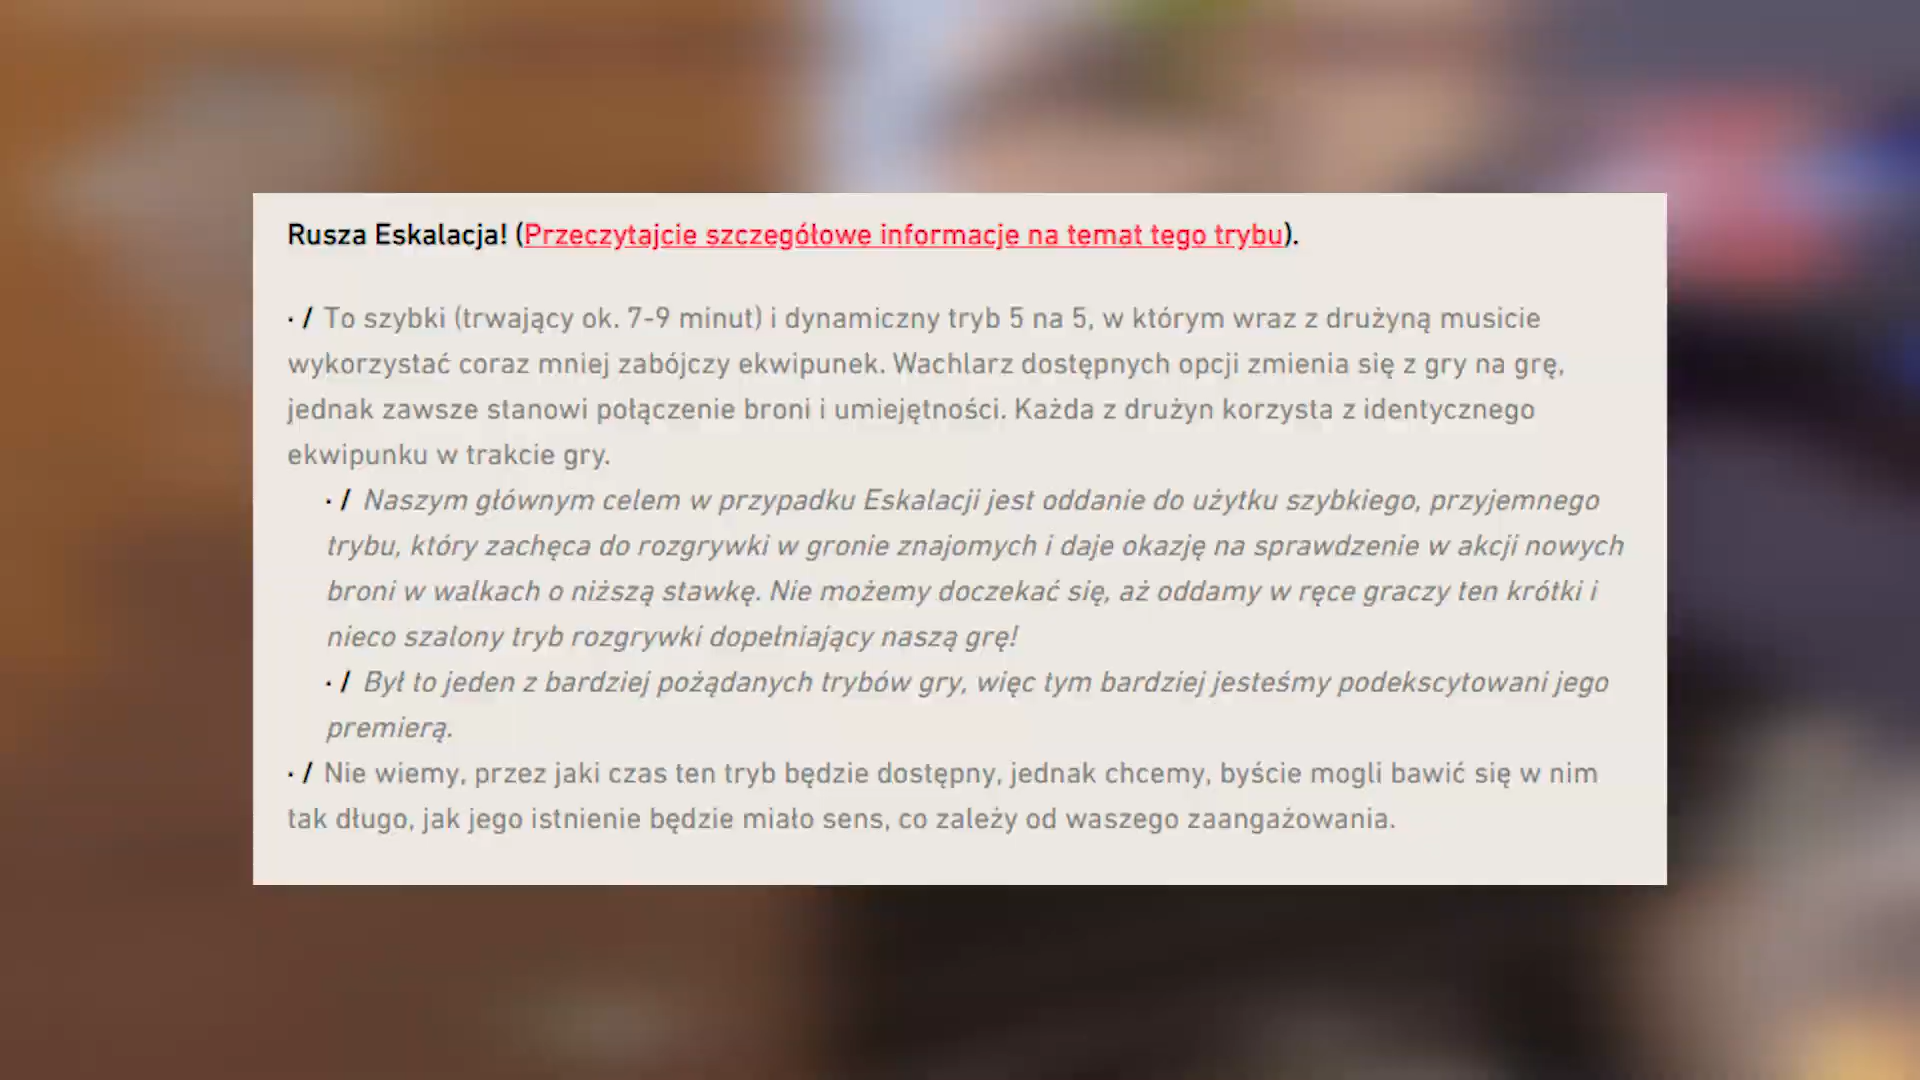 Rusza Eskalacja! (Przeczytajcie szczegółowe informacje na temat tego trybu).
· / To szybki (trwający ok. 7-9 minut) i dynamiczny tryb 5 na 5, w którym wraz z drużyną musicie
wykorzystać coraz mniej zabójczy ekwipunek. Wachlarz dostępnych opcji zmienia się z gry na grę,
jednak zawsze stanowi połączenie broni i umiejętności. Każda z drużyn korzysta z identycznego
ekwipunku w trakcie gry.
· / Naszym głównym celem w przypadku Eskalacji jest oddanie do użytku szybkiego, przyjemnego
trybu, który zachęca do rozgrywki w gronie znajomych i daje okazję na sprawdzenie w akcji nowych
broni w walkach o niższą stawkę. Nie możemy doczekać się, aż oddamy w ręce graczy ten krótki i
nieco szalony tryb rozgrywki dopełniający naszą grę!
· / Był to jeden z bardziej pożądanych trybów gry, więc tym bardziej jesteśmy podekscytowani jego
premierą.
· / Nie wiemy, przez jaki czas ten tryb będzie dostępny, jednak chcemy, byście mogli bawić się w nim
tak długo, jak jego istnienie będzie miało sens, co zależy od waszego zaangażowania.